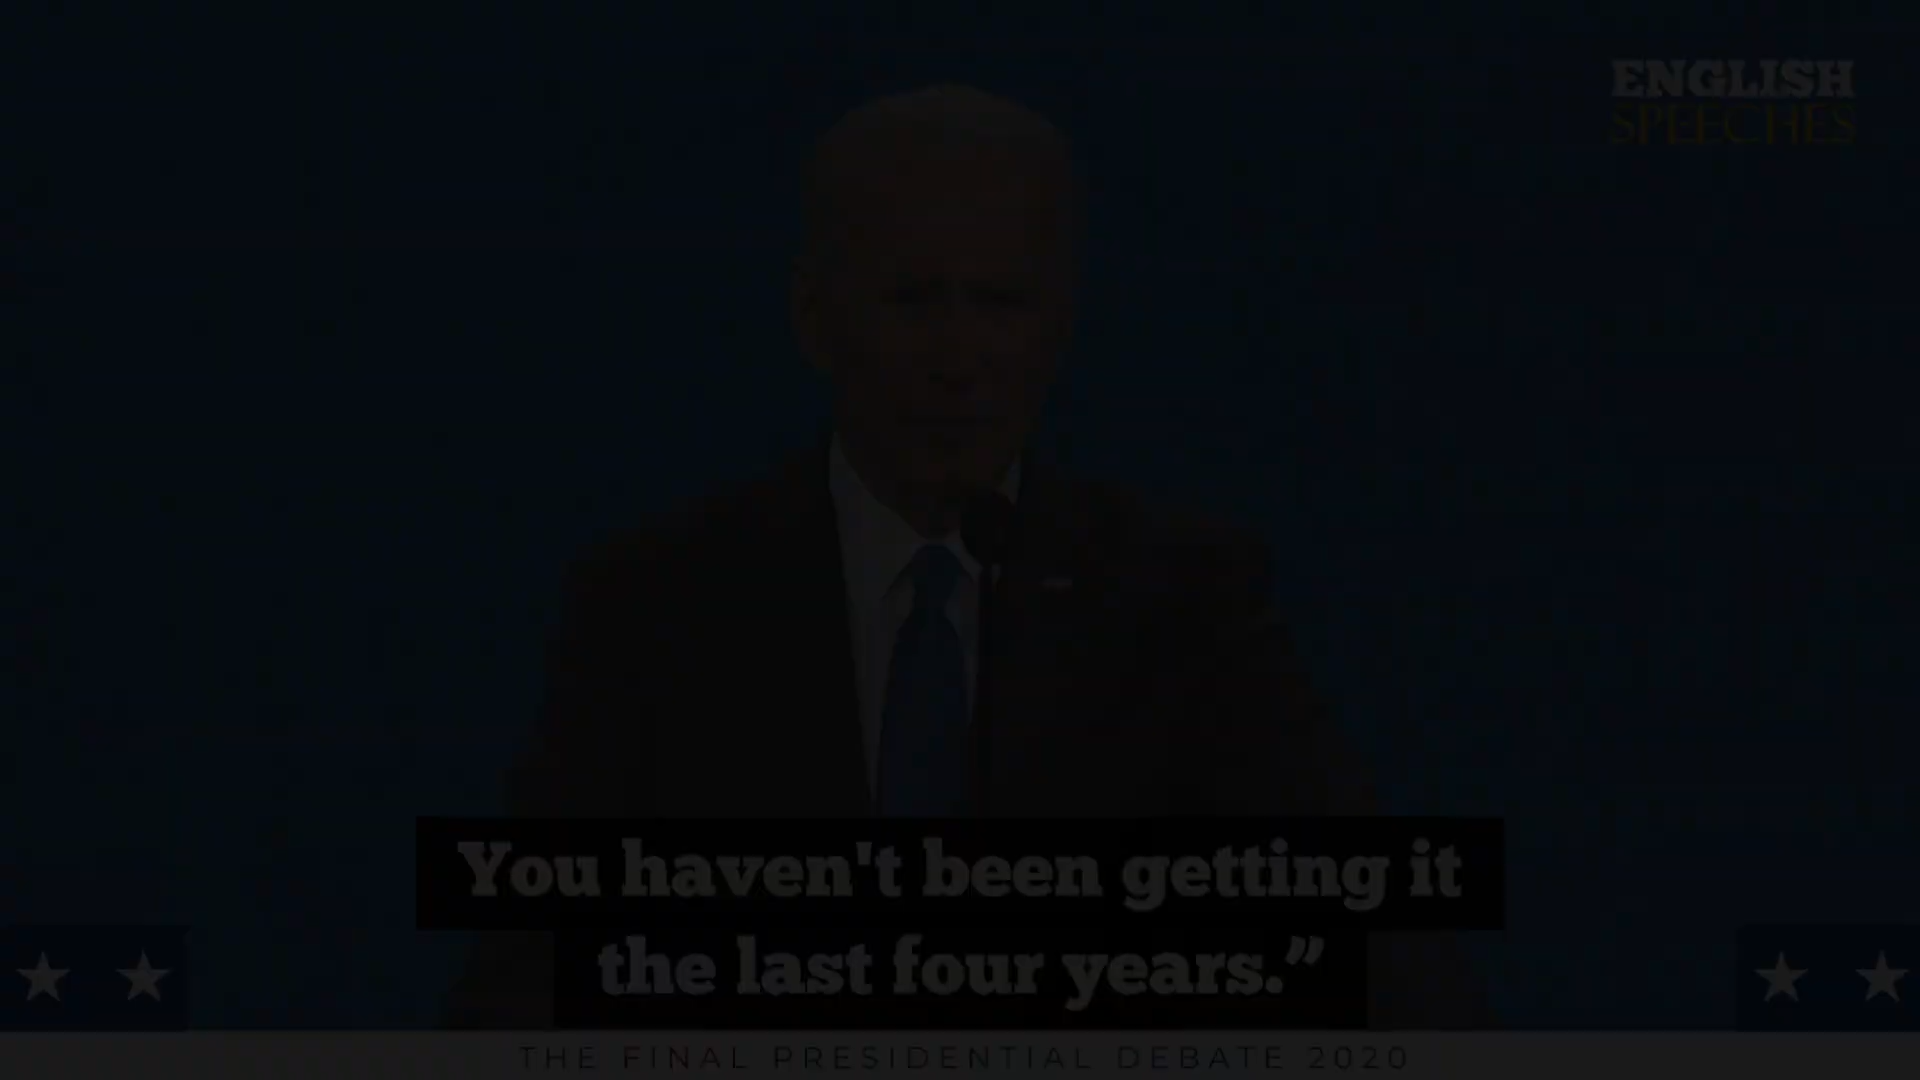 ENGLISH
SPEECHES
You haven't been getting it
the last four years.”
THE FINAL PRESIDENTIAL DEBATE 2020